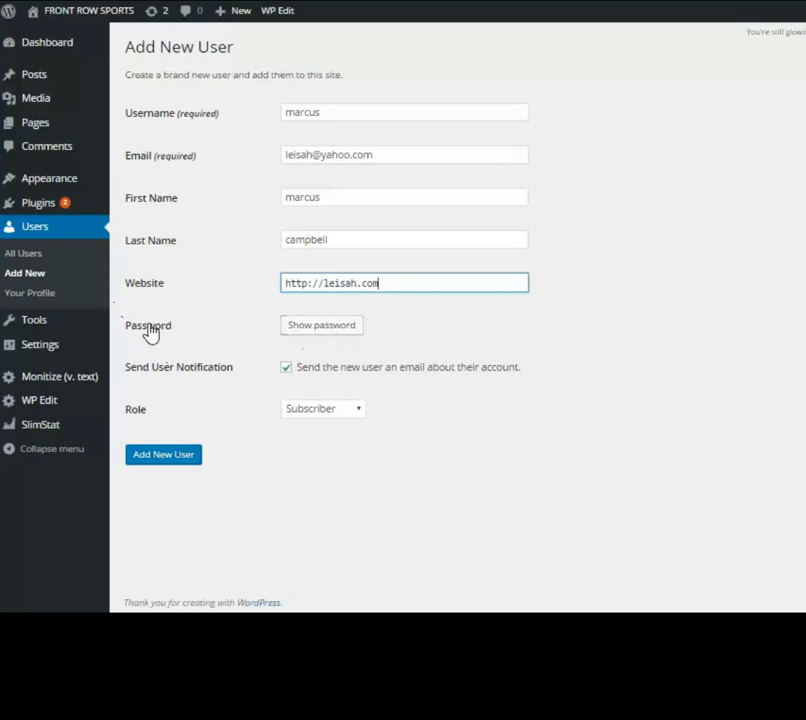 FRONT ROW SPORTS 2 0 New WP Edit
You're still
Dashboard
Posts
Media
Pages
Comments
Appearance
Plugins 2
Users
All Users
Add New
Your Profile
Tools
Settings
Monitize (v. text)
WP Edit
SlimStat
Collapse menu
Add New User
Create a brand new user and add them to this site.
Username (required) marcus
Email (required) leisah@yahoo.com
First Name marcus
Last Name campbell
Website http://leisah.com
Password Show password
Send User Notification Send the new user an email about their account.
Role Subscriber
Add New User
Thank you for creating with WordPress.